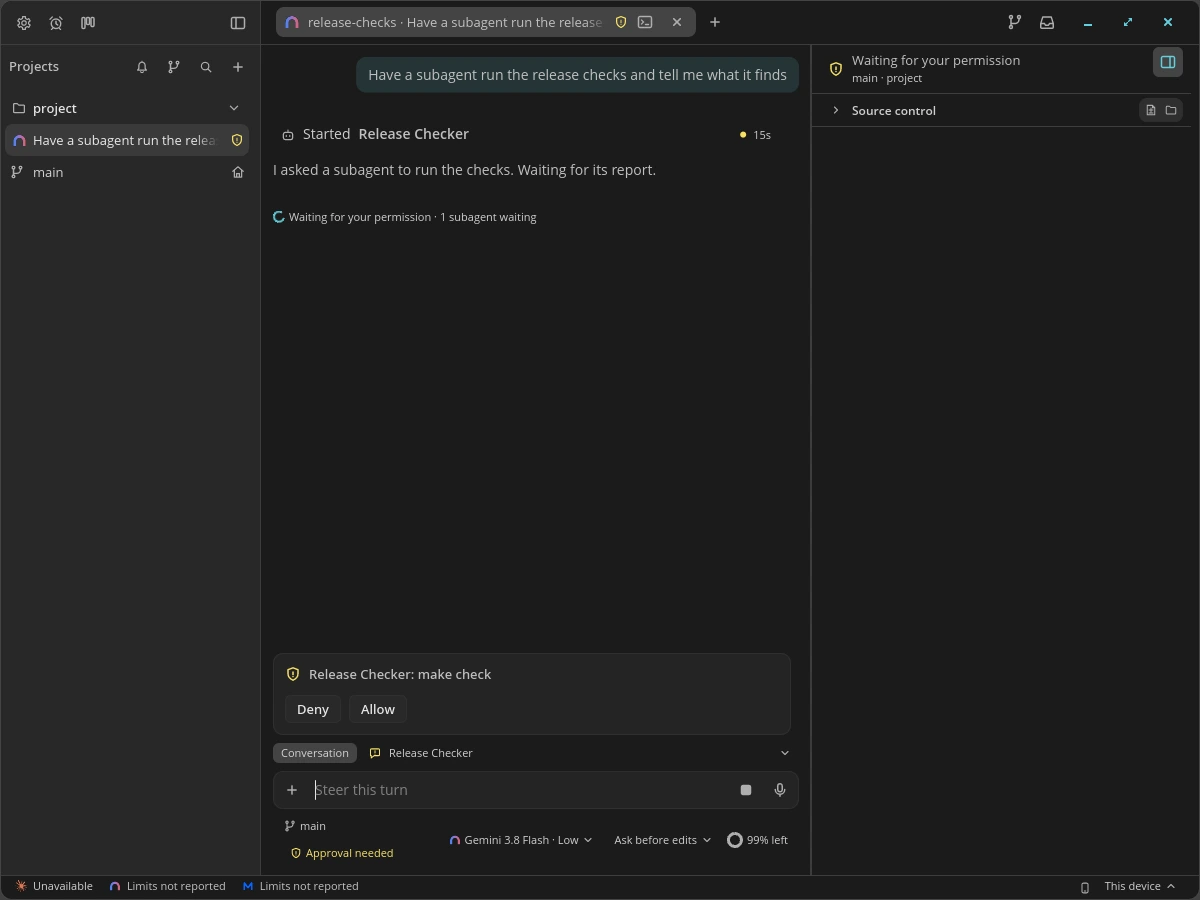 release-checks · Have a subagent run the release
Projects
project
Have a subagent run the relea
main
Have a subagent run the release checks and tell me what it finds
Started Release Checker
15s
I asked a subagent to run the checks. Waiting for its report.
Waiting for your permission · 1 subagent waiting
Waiting for your permission
main · project
Source control
Release Checker: make check
Deny
Allow
Conversation
Release Checker
Steer this turn
main
Gemini 3.8 Flash · Low
Ask before edits
99% left
Approval needed
Unavailable
Limits not reported
Limits not reported
This device